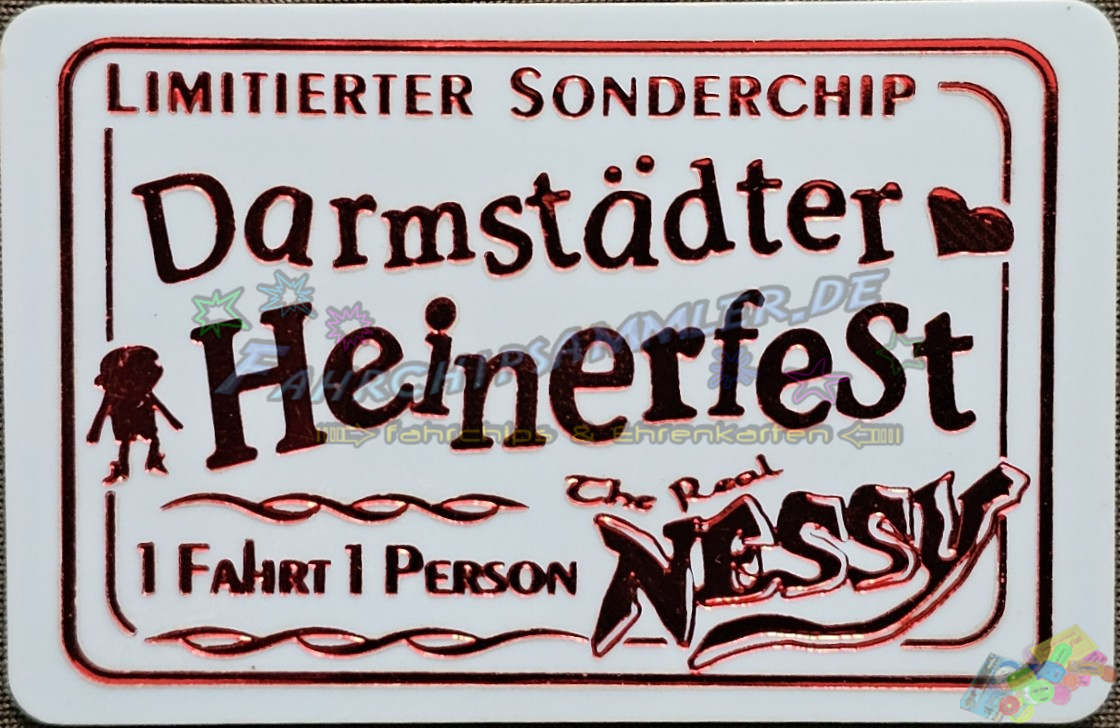 LIMITIERTER SONDERCHIP
Darmstädter
Heinerfest
FAHRCHIPSAMMLER.DE
fahrchips & Ehrenkarten
The Real
NESSY
1 FAHRT 1 PERSON